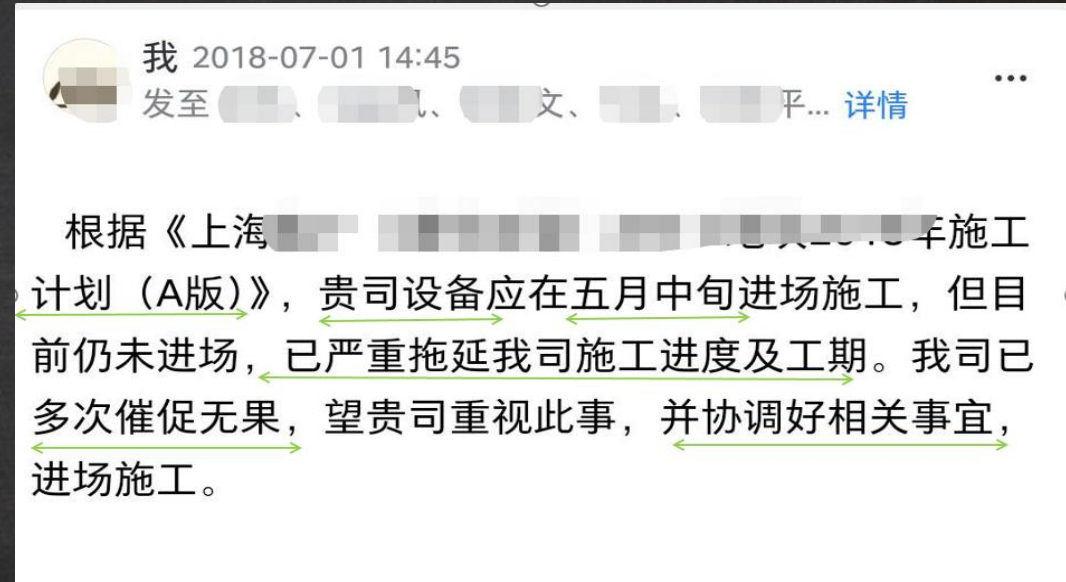 我 2018-07-01 14:45
发至 、 、 文、 、 平... 详情
根据《上海 年施工
计划（A版）》，贵司设备应在五月中旬进场施工，但目
前仍未进场，已严重拖延我司施工进度及工期。我司已
多次催促无果，望贵司重视此事，并协调好相关事宜，
进场施工。